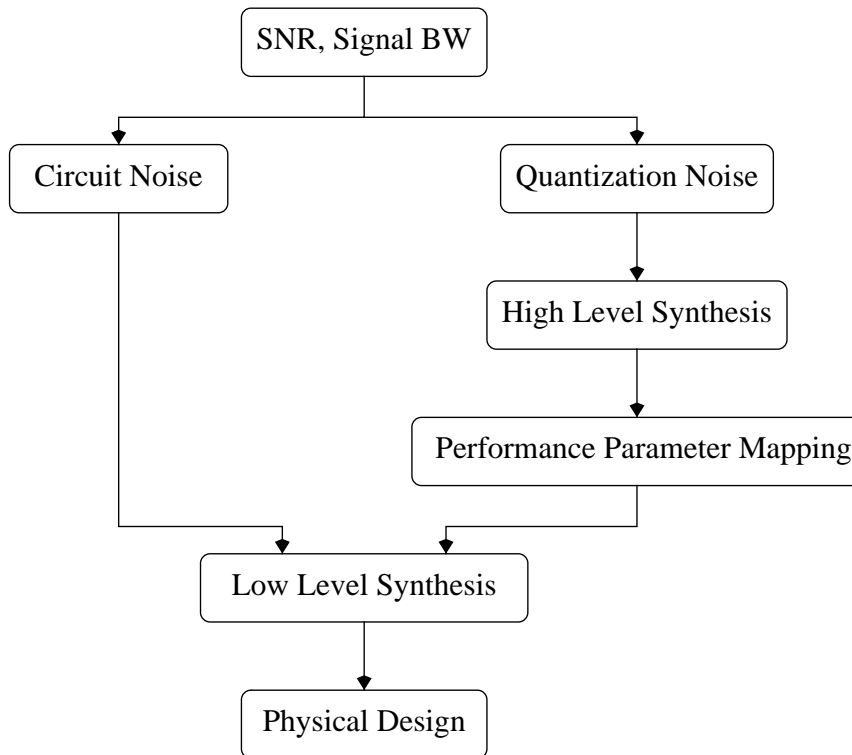 SNR, Signal BW
Circuit Noise
Quantization Noise
High Level Synthesis
Performance Parameter Mapping
Low Level Synthesis
Physical Design